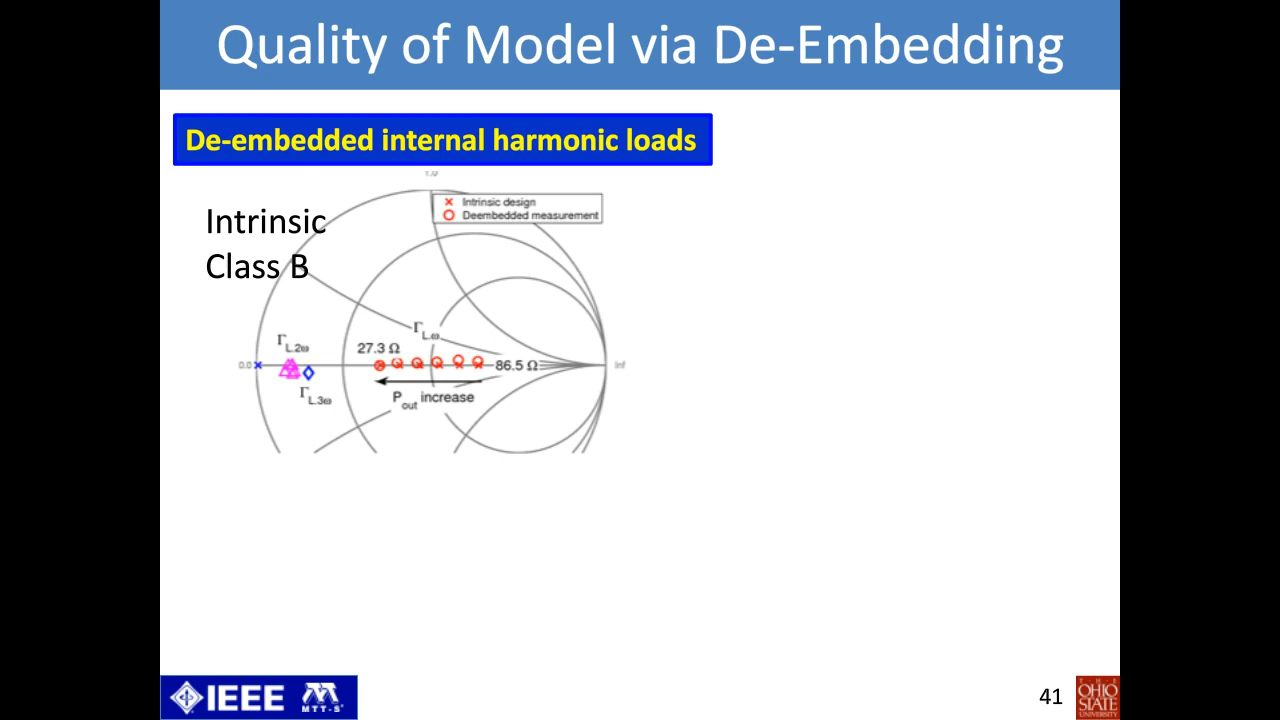 Quality of Model via De-Embedding
De-embedded internal harmonic loads
Intrinsic
Class B
Intrinsic design
Deembedded measurement
Γ L.2ω
27.3 Ω
Γ L.ω
0.0
86.5 Ω
Inf
Γ L.3ω
P out increase
IEEE
MTT-S
41
THE
OHIO
STATE
UNIVERSITY